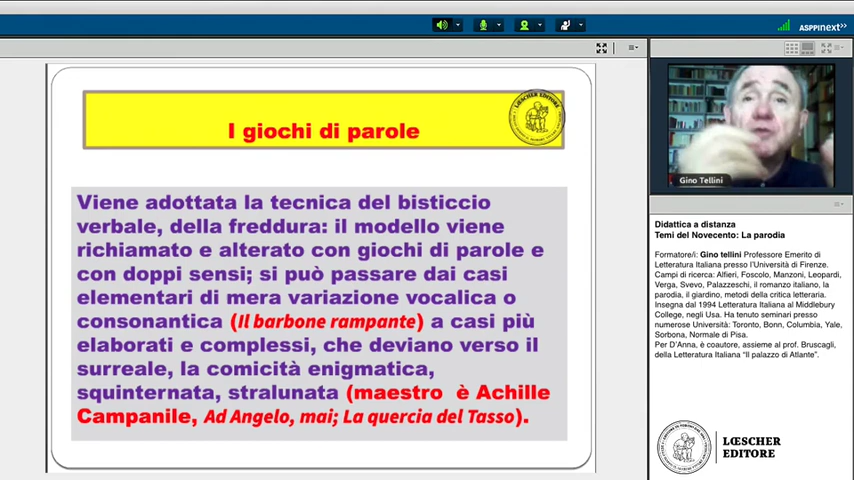 ASPPInext>>
I giochi di parole
LŒSCHER EDITORE
Viene adottata la tecnica del bisticcio
verbale, della freddura: il modello viene
richiamato e alterato con giochi di parole e
con doppi sensi; si può passare dai casi
elementari di mera variazione vocalica o
consonantica (Il barbone rampante) a casi più
elaborati e complessi, che deviano verso il
surreale, la comicità enigmatica,
squinternata, stralunata (maestro è Achille
Campanile, Ad Angelo, mai; La quercia del Tasso).
Gino Tellini
Didattica a distanza
Temi del Novecento: La parodia
Formatore/i: Gino tellini Professore Emerito di
Letteratura Italiana presso l'Università di Firenze.
Campi di ricerca: Alfieri, Foscolo, Manzoni, Leopardi,
Verga, Svevo, Palazzeschi, il romanzo italiano, la
parodia, il giardino, metodi della critica letteraria.
Insegna dal 1994 Letteratura Italiana al Middlebury
College, negli Usa. Ha tenuto seminari presso
numerose Università: Toronto, Bonn, Columbia, Yale,
Sorbona, Normale di Pisa.
Per D'Anna, è coautore, assieme al prof. Bruscagli,
della Letteratura Italiana "Il palazzo di Atlante".
LŒSCHER
EDITORE